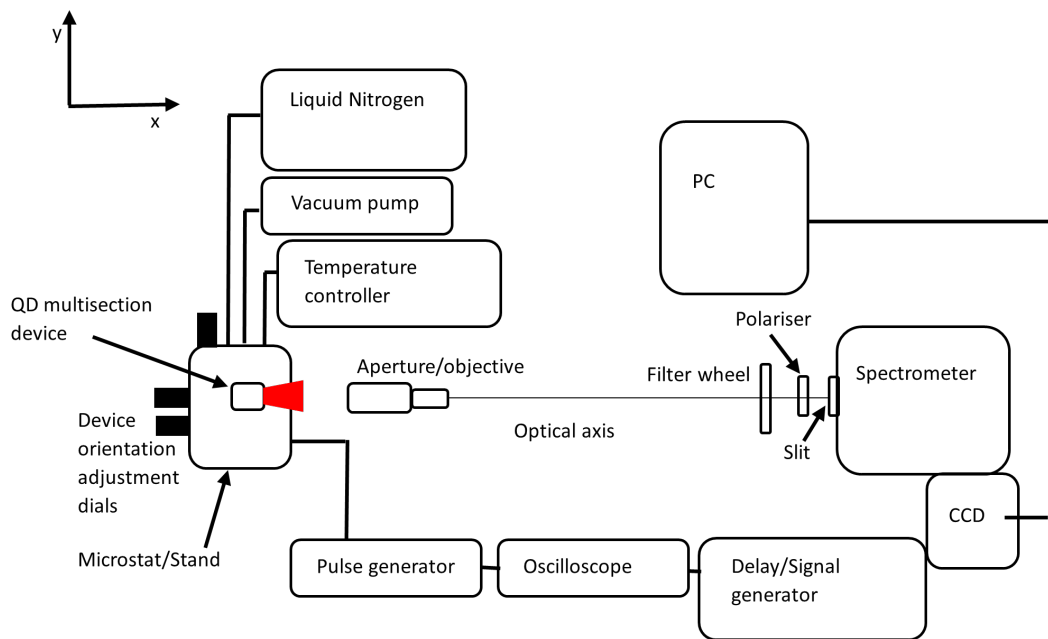 y
x
Liquid Nitrogen
Vacuum pump
Temperature
controller
QD multisection
device
PC
Polariser
Aperture/objective
Filter wheel
Spectrometer
Optical axis
Slit
Device
orientation
adjustment
dials
Microstat/Stand
CCD
Pulse generator
Oscilloscope
Delay/Signal
generator